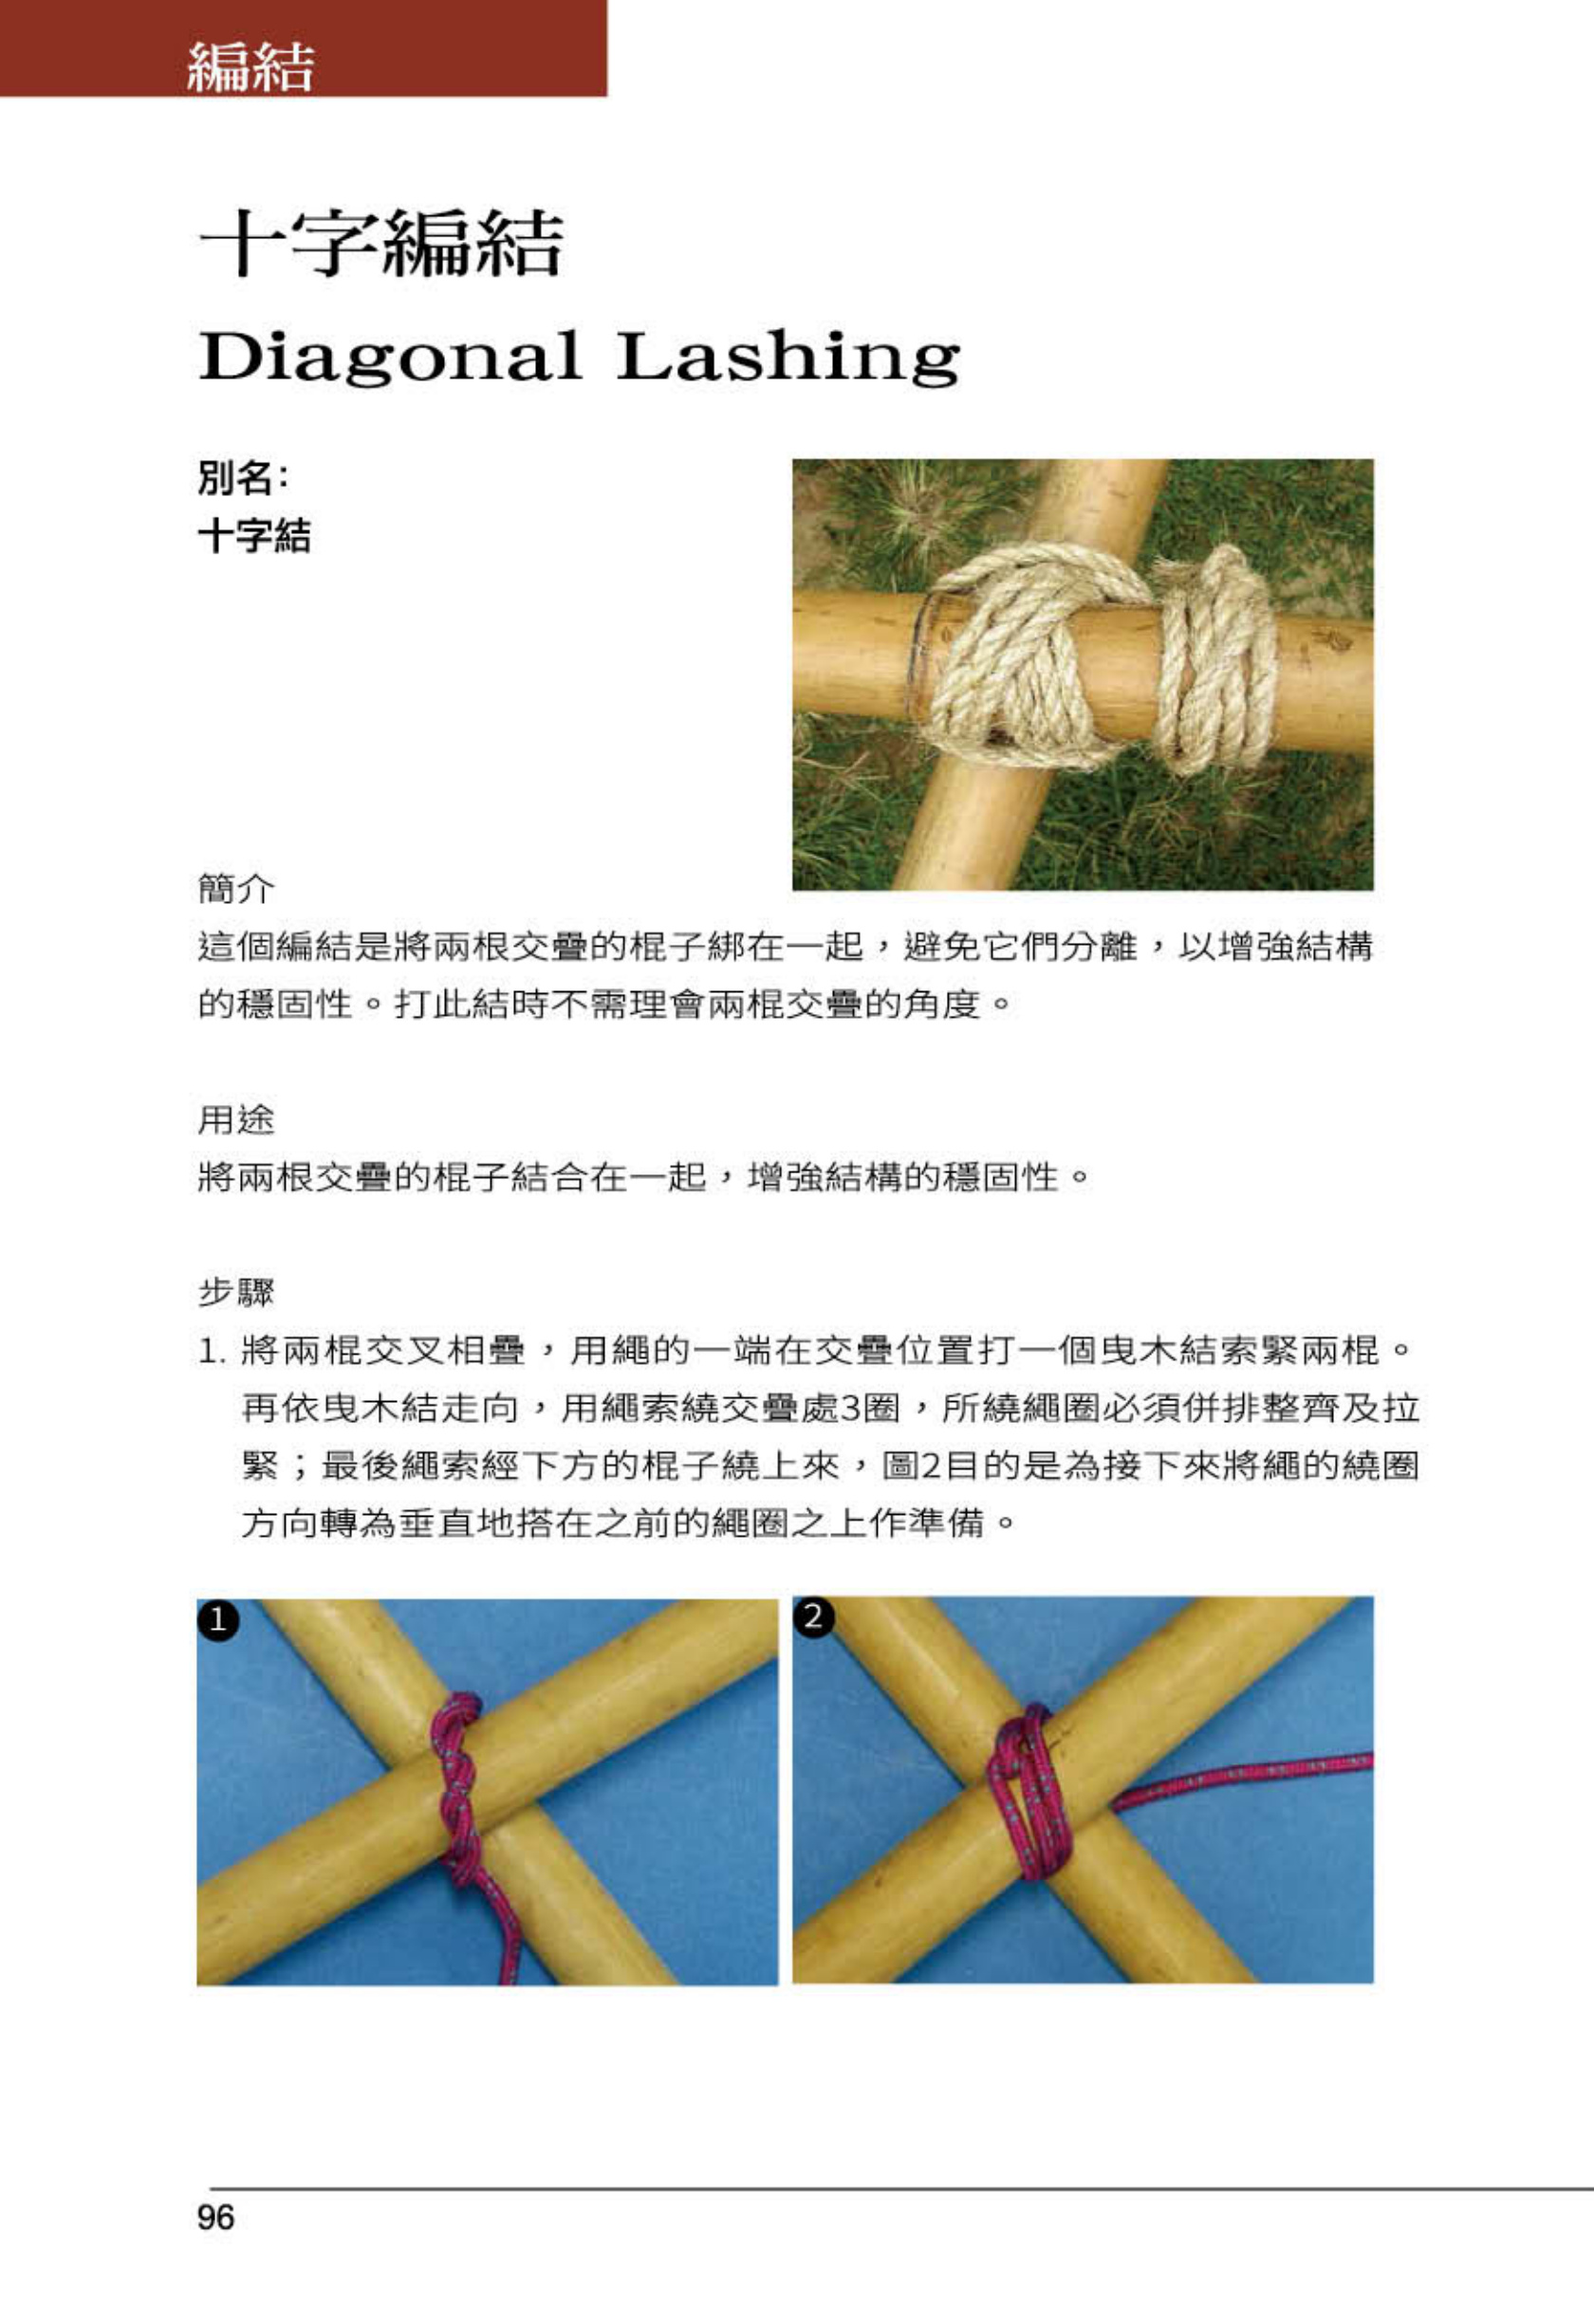 編結
十字編結
Diagonal Lashing
別名：
十字結
簡介
這個編結是將兩根交疊的棍子綁在一起，避免它們分離，以增強結構
的穩固性。打此結時不需理會兩棍交疊的角度。
用途
將兩根交疊的棍子結合在一起，增強結構的穩固性。
步驟
1. 將兩棍交叉相疊，用繩的一端在交疊位置打一個曳木結索緊兩棍。
再依曳木結走向，用繩索繞交疊處3圈，所繞繩圈必須併排整齊及拉
緊；最後繩索經下方的棍子繞上來，圖2目的是為接下來將繩的繞圈
方向轉為垂直地搭在之前的繩圈之上作準備。
1
2
96